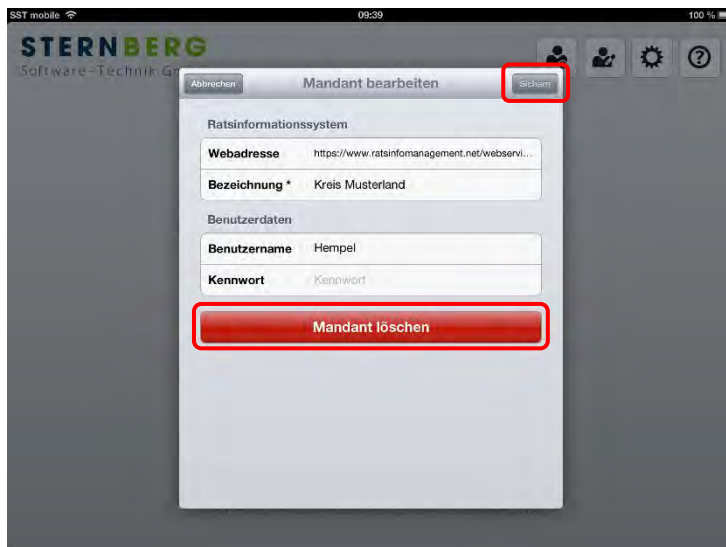 SST mobile 09:39 100 %
STERNBERG
Software-Technik G
Abbrechen Mandant bearbeiten Sichern
Ratsinformationssystem
Webadresse https://www.ratsinfomanagement.net/webservi...
Bezeichnung * Kreis Musterland
Benutzerdaten
Benutzername Hempel
Kennwort Kennwort
Mandant löschen